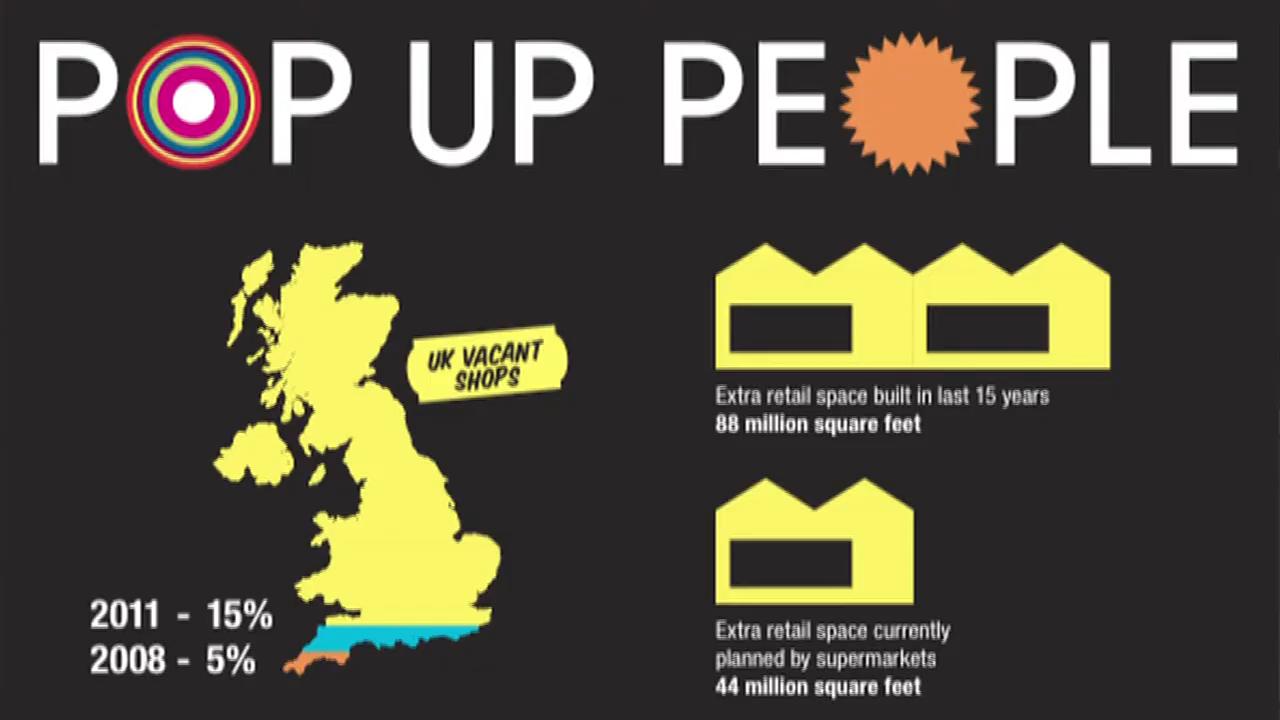 POP UP PEOPLE
UK VACANT
SHOPS
2011 - 15%
2008 - 5%
Extra retail space built in last 15 years
88 million square feet
Extra retail space currently
planned by supermarkets
44 million square feet